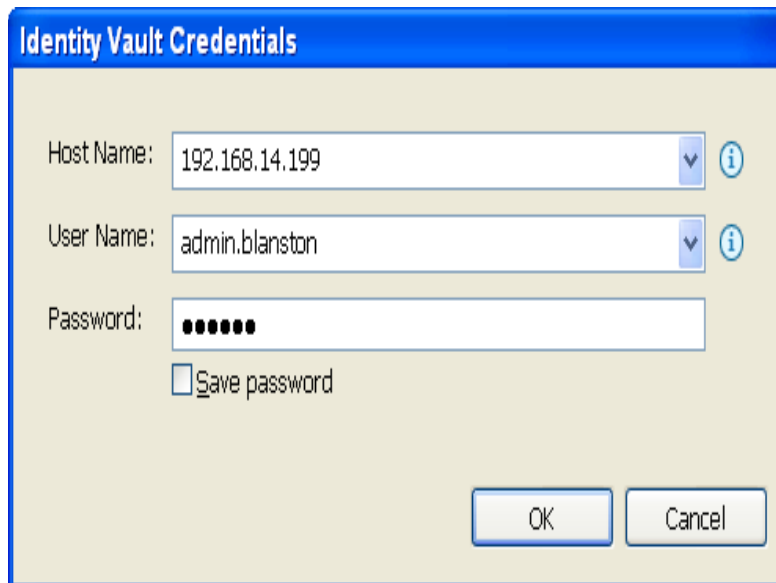 Identity Vault Credentials
Host Name: 192.168.14.199
User Name: admin.blanston
Password: ●●●●●●
Save password
OK Cancel